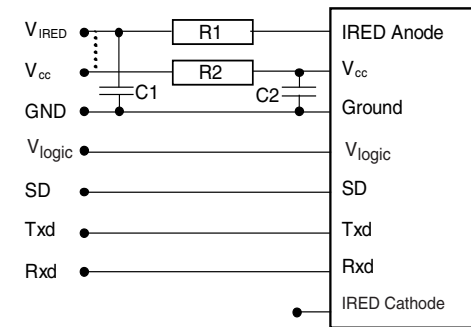 V_IRED R1 IRED Anode
V_cc R2 V_cc
C1 C2
GND Ground
V_logic V_logic
SD SD
Txd Txd
Rxd Rxd
IRED Cathode